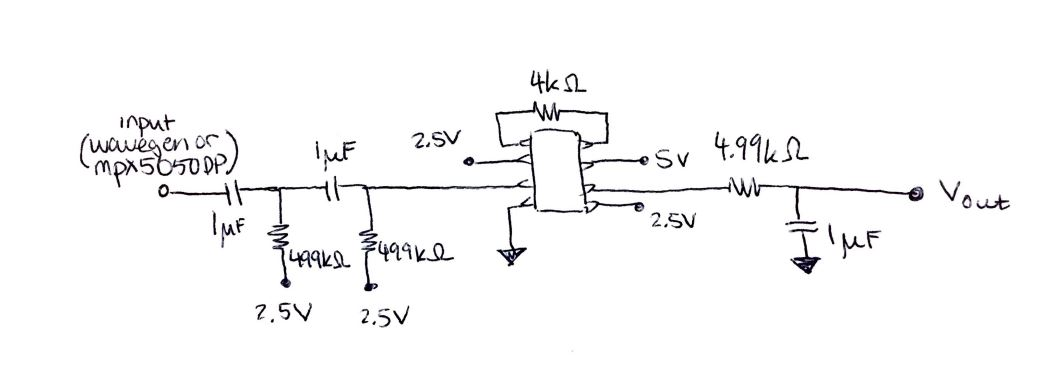 4kΩ
input
(wavegen or
mpx5050DP)
1µF
2.5V
5V
4.99kΩ
1µF
499kΩ
499kΩ
2.5V
Vout
1µF
2.5V
2.5V